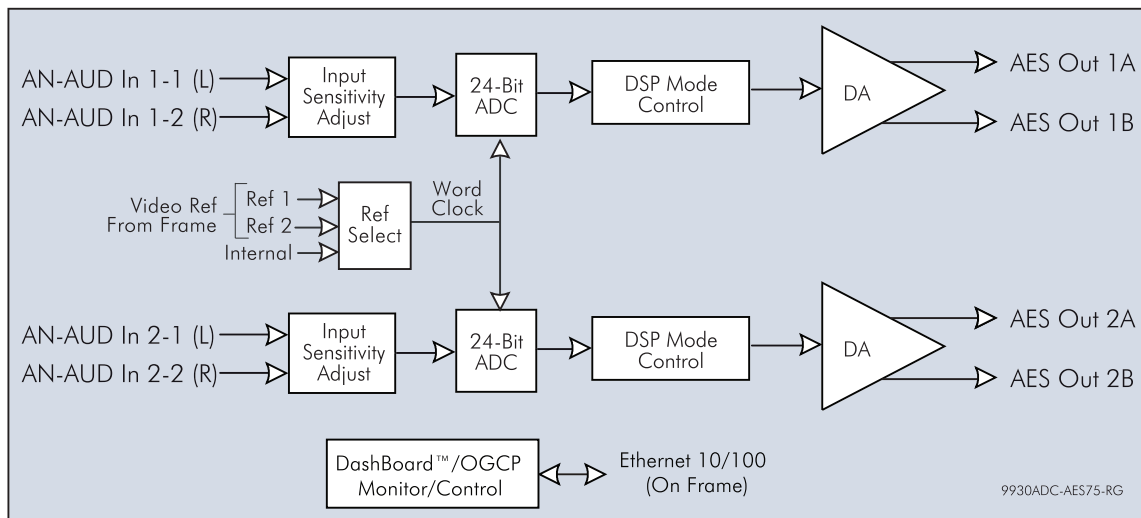 AN-AUD In 1-1 (L)
AN-AUD In 1-2 (R)
Input
Sensitivity
Adjust
24-Bit
ADC
DSP Mode
Control
DA
AES Out 1A
AES Out 1B
Video Ref
From Frame
Ref 1
Ref 2
Internal
Ref
Select
Word
Clock
AN-AUD In 2-1 (L)
AN-AUD In 2-2 (R)
Input
Sensitivity
Adjust
24-Bit
ADC
DSP Mode
Control
DA
AES Out 2A
AES Out 2B
DashBoard™/OGCP
Monitor/Control
Ethernet 10/100
(On Frame)
9930ADC-AES75-RG